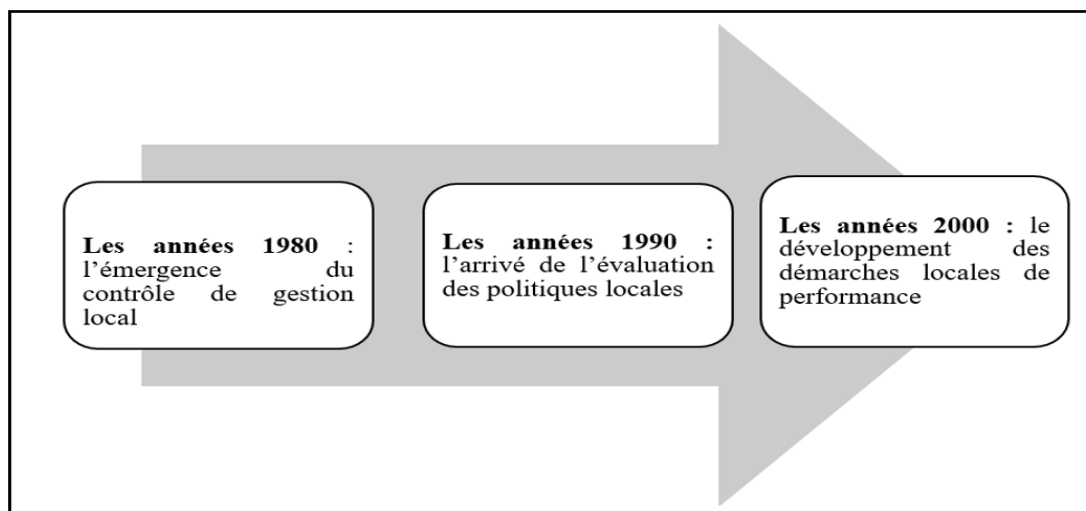 Les années 1980 :
l’émergence du
contrôle de gestion
local
Les années 1990 :
l’arrivé de l’évaluation
des politiques locales
Les années 2000 : le
développement des
démarches locales de
performance